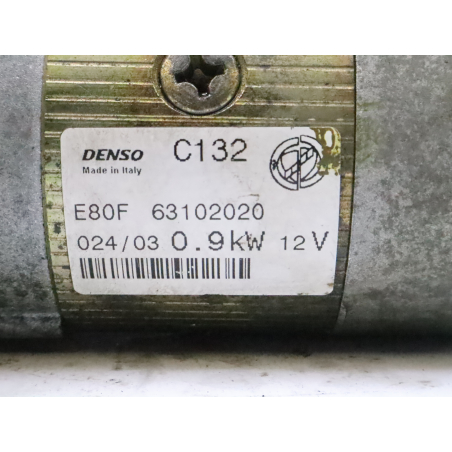 DENSO C132
Made in Italy
E80F 63102020
024/03 0.9kW 12V